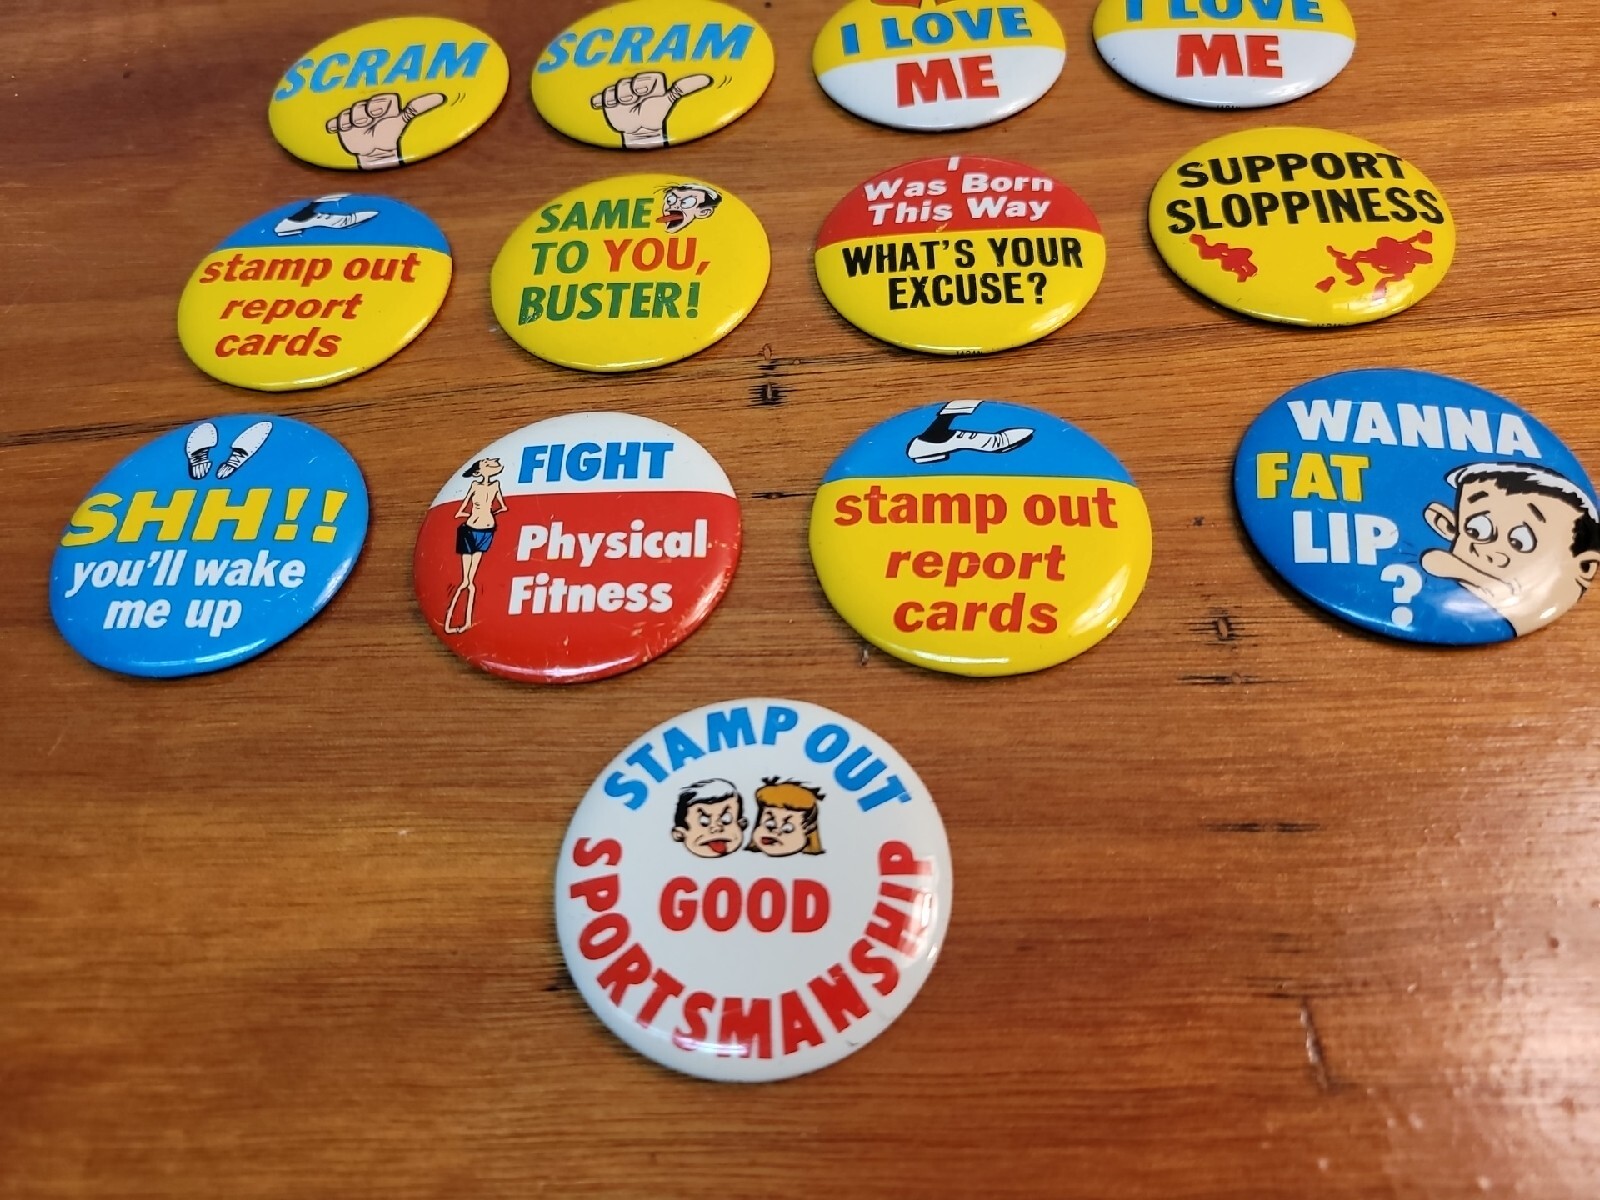 SCRAM
SCRAM
I LOVE
ME
I LOVE
ME
stamp out
report
cards
SAME
TO YOU,
BUSTER!
I
Was Born
This Way
WHAT'S YOUR
EXCUSE?
SUPPORT
SLOPPINESS
SHH!!
you'll wake
me up
FIGHT
Physical
Fitness
stamp out
report
cards
WANNA
FAT
LIP
?
STAMP OUT
GOOD
SPORTSMANSHIP